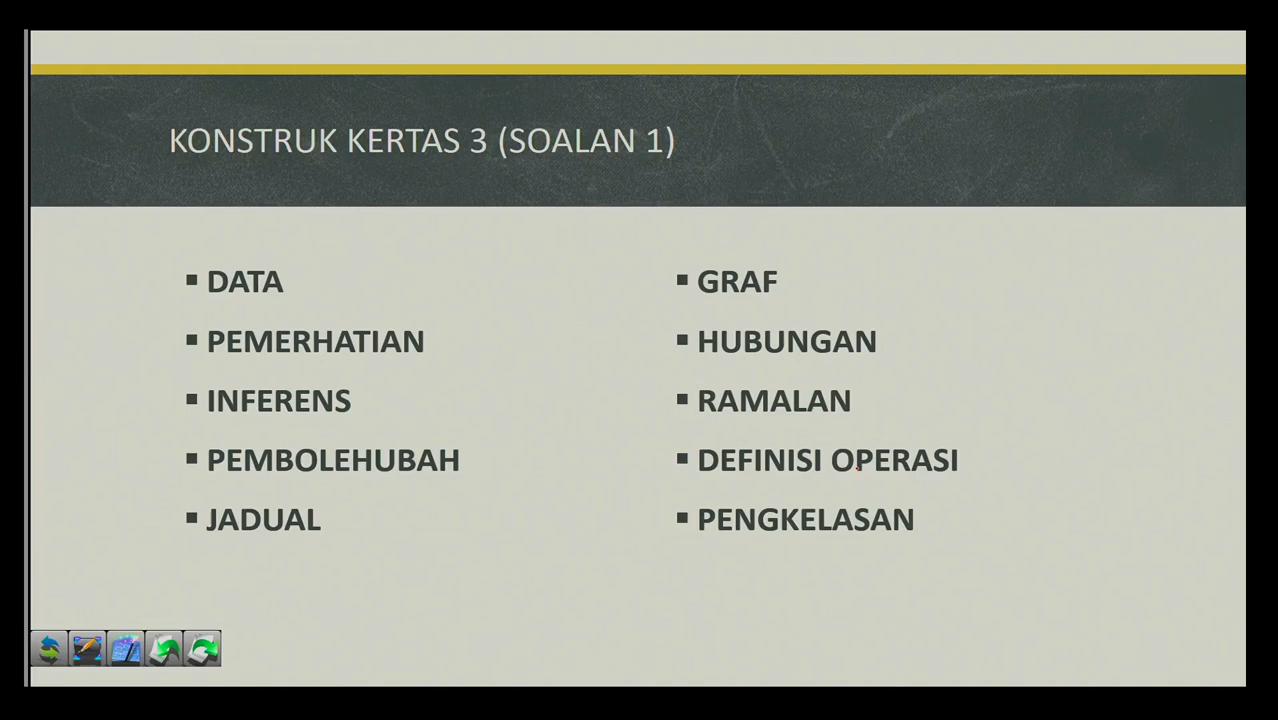 KONSTRUK KERTAS 3 (SOALAN 1)
DATA
PEMERHATIAN
INFERENS
PEMBOLEHUBAH
JADUAL
GRAF
HUBUNGAN
RAMALAN
DEFINISI OPERASI
PENGKELASAN